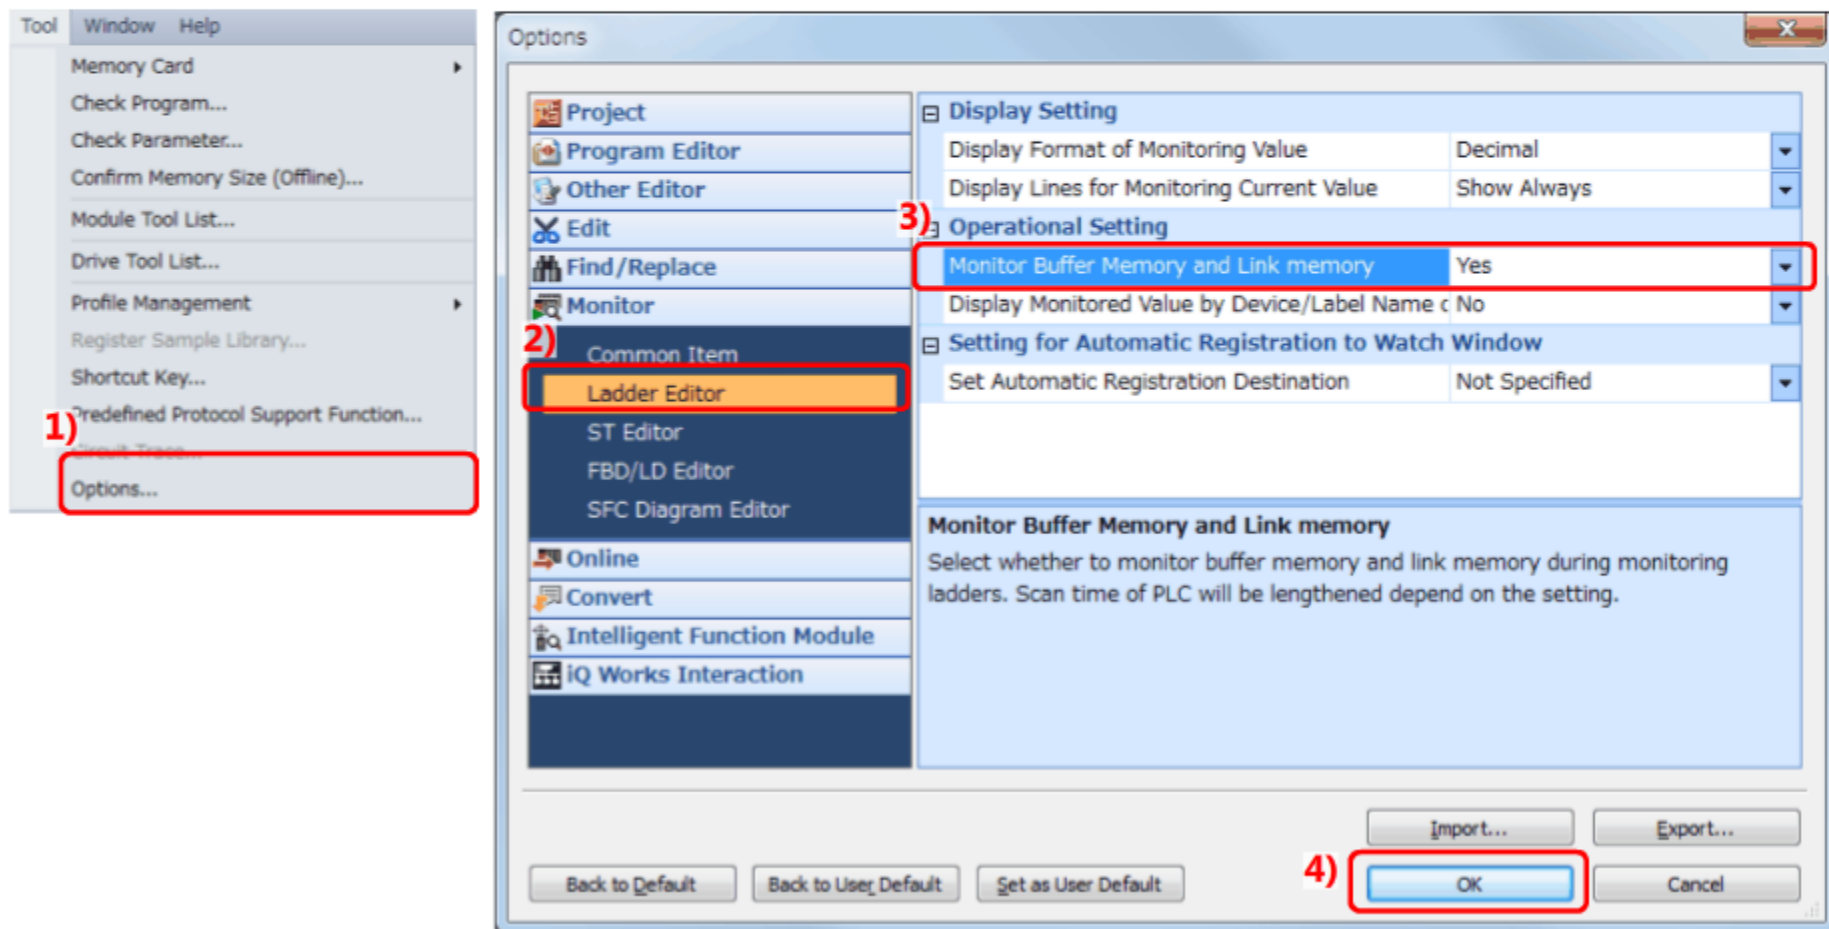 Tool Window Help
Memory Card
Check Program...
Check Parameter...
Confirm Memory Size (Offline)...
Module Tool List...
Drive Tool List...
Profile Management
Register Sample Library...
Shortcut Key...
Predefined Protocol Support Function...
1)
Circuit Trace...
Options...
Options
Project
Program Editor
Other Editor
Edit
Find/Replace
Monitor
2)
Common Item
Ladder Editor
ST Editor
FBD/LD Editor
SFC Diagram Editor
Online
Convert
Intelligent Function Module
iQ Works Interaction
Display Setting
Display Format of Monitoring Value Decimal
Display Lines for Monitoring Current Value Show Always
3)
Operational Setting
Monitor Buffer Memory and Link memory Yes
Display Monitored Value by Device/Label Name No
Setting for Automatic Registration to Watch Window
Set Automatic Registration Destination Not Specified
Monitor Buffer Memory and Link memory
Select whether to monitor buffer memory and link memory during monitoring
ladders. Scan time of PLC will be lengthened depend on the setting.
Import... Export...
Back to Default Back to User Default Set as User Default
4)
OK Cancel